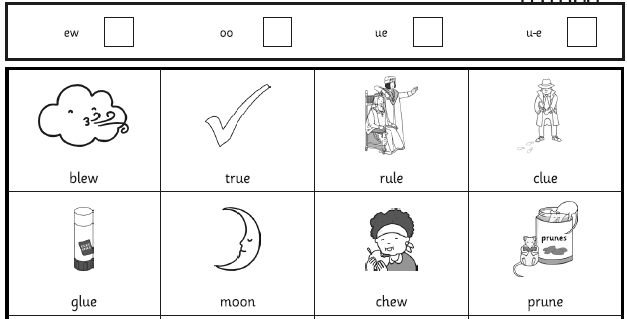 ew oo ue u-e
blew true rule clue
prunes
glue moon chew prune